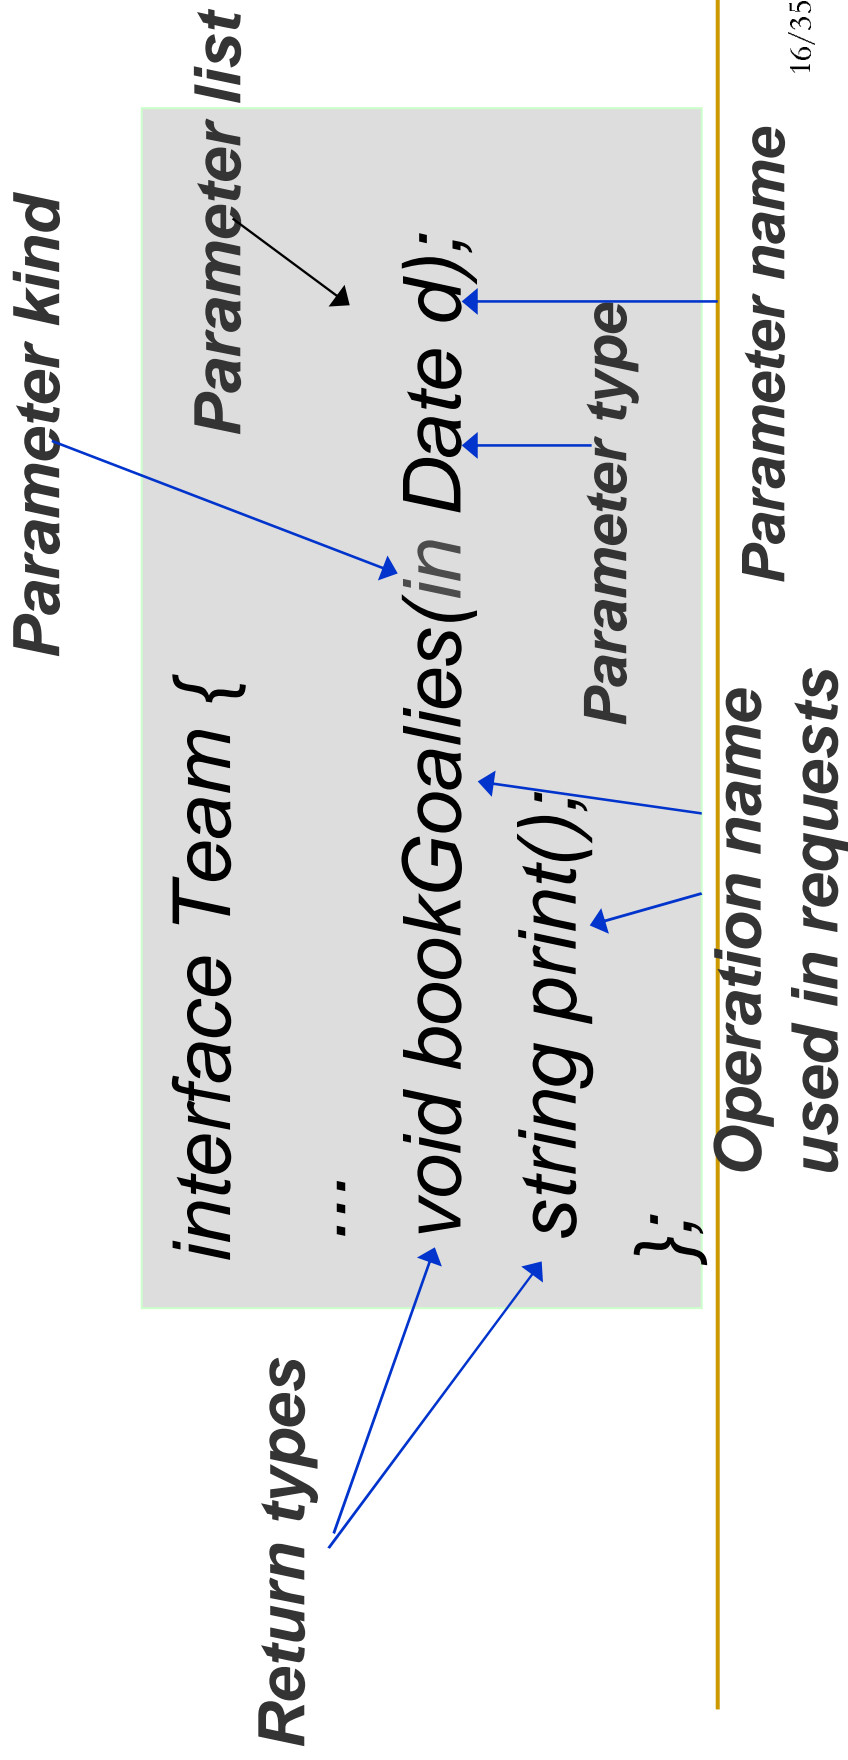 Parameter kind
Parameter list
Return types
interface Team {
...
void bookGoalies(in Date d);
string print();
};
Parameter type
Operation name
used in requests
Parameter name
16/35